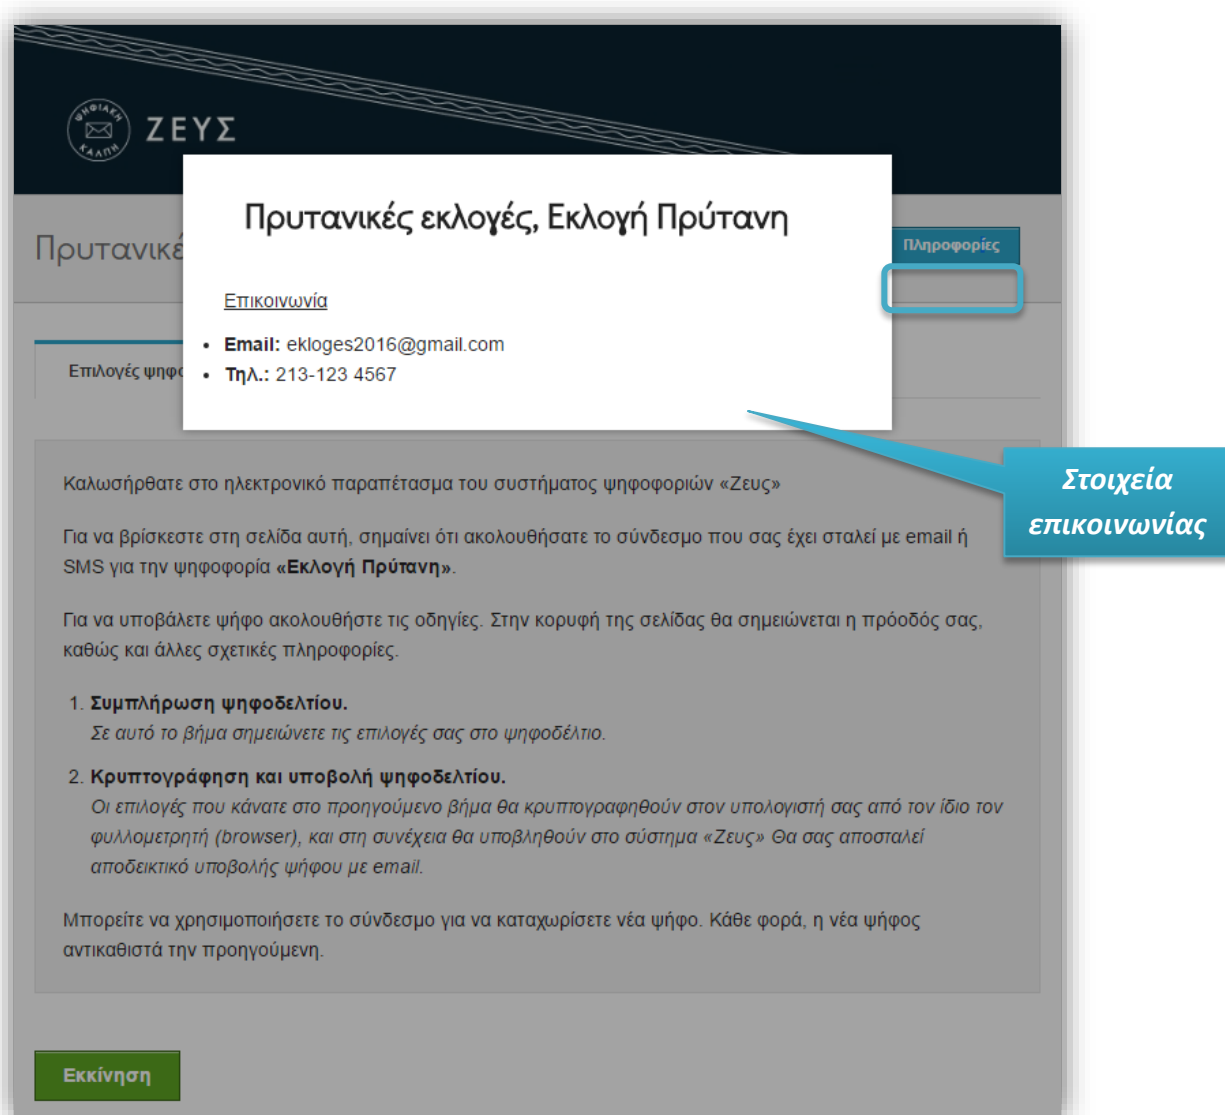 ΨΗΦΙΑΚΗ
ΚΑΛΠΗ
ΖΕΥΣ
Πρυτανικές εκλογές, Εκλογή Πρύτανη
Πρυτανικέ
Πληροφορίες
Επικοινωνία
• Email: ekloges2016@gmail.com
• Τηλ.: 213-123 4567
Επιλογές ψηφο
Στοιχεία
επικοινωνίας
Καλωσήρθατε στο ηλεκτρονικό παραπέτασμα του συστήματος ψηφοφοριών «Ζευς»
Για να βρίσκεστε στη σελίδα αυτή, σημαίνει ότι ακολουθήσατε το σύνδεσμο που σας έχει σταλεί με email ή
SMS για την ψηφοφορία «Εκλογή Πρύτανη».
Για να υποβάλετε ψήφο ακολουθήστε τις οδηγίες. Στην κορυφή της σελίδας θα σημειώνεται η πρόοδός σας,
καθώς και άλλες σχετικές πληροφορίες.
1. Συμπλήρωση ψηφοδελτίου.
Σε αυτό το βήμα σημειώνετε τις επιλογές σας στο ψηφοδέλτιο.
2. Κρυπτογράφηση και υποβολή ψηφοδελτίου.
Οι επιλογές που κάνατε στο προηγούμενο βήμα θα κρυπτογραφηθούν στον υπολογιστή σας από τον ίδιο τον
φυλλομετρητή (browser), και στη συνέχεια θα υποβληθούν στο σύστημα «Ζευς» Θα σας αποσταλεί
αποδεικτικό υποβολής ψήφου με email.
Μπορείτε να χρησιμοποιήσετε το σύνδεσμο για να καταχωρίσετε νέα ψήφο. Κάθε φορά, η νέα ψήφος
αντικαθιστά την προηγούμενη.
Εκκίνηση